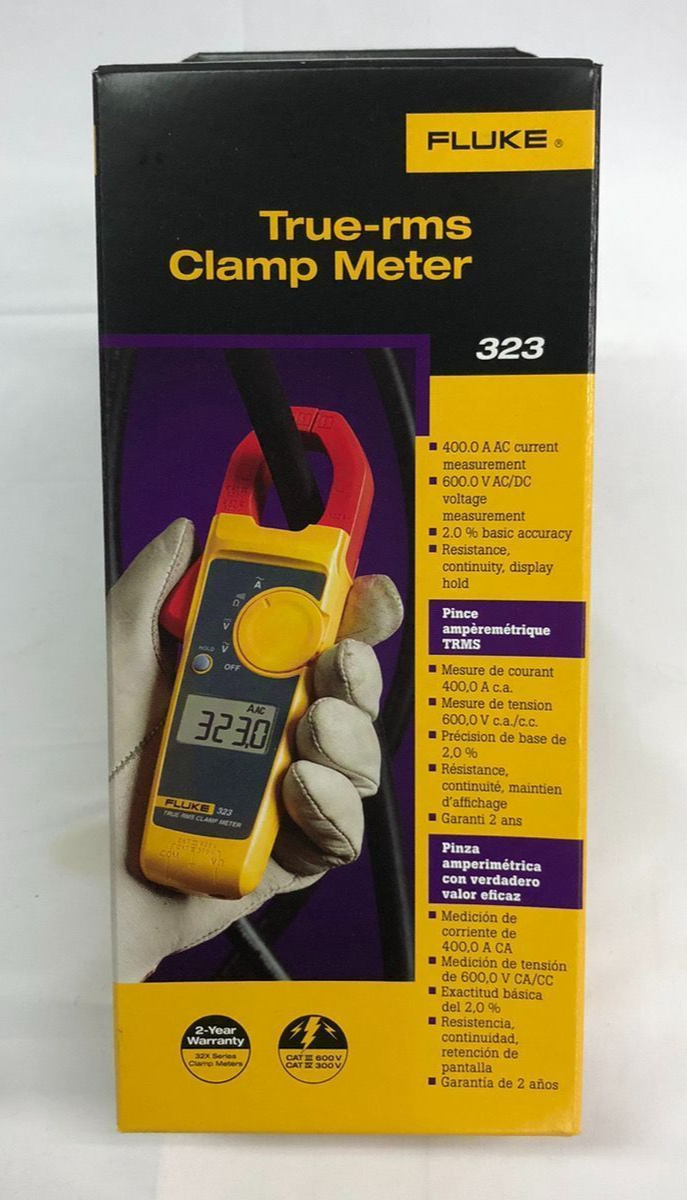 FLUKE ®
True-rms
Clamp Meter
323
■ 400.0 A AC current
measurement
■ 600.0 V AC/DC
voltage
measurement
■ 2.0 % basic accuracy
■ Resistance,
continuity, display
hold
Pince
ampèremétrique
TRMS
■ Mesure de courant
400,0 A c.a.
■ Mesure de tension
600,0 V c.a./c.c.
■ Précision de base de
2,0 %
■ Résistance,
continuité, maintien
d'affichage
■ Garanti 2 ans
Pinza
amperimétrica
con verdadero
valor eficaz
■ Medición de
corriente de
400,0 A CA
■ Medición de tensión
de 600,0 V CA/CC
■ Exactitud básica
del 2,0 %
■ Resistencia,
continuidad,
retención de
pantalla
■ Garantía de 2 años
A
V
HOLD V
OFF
A AC
323.0
FLUKE 323
TRUE RMS CLAMP METER
COM VΩ
2-Year
Warranty
32X Series
Clamp Meters
CAT III 600 V
CAT IV 300 V